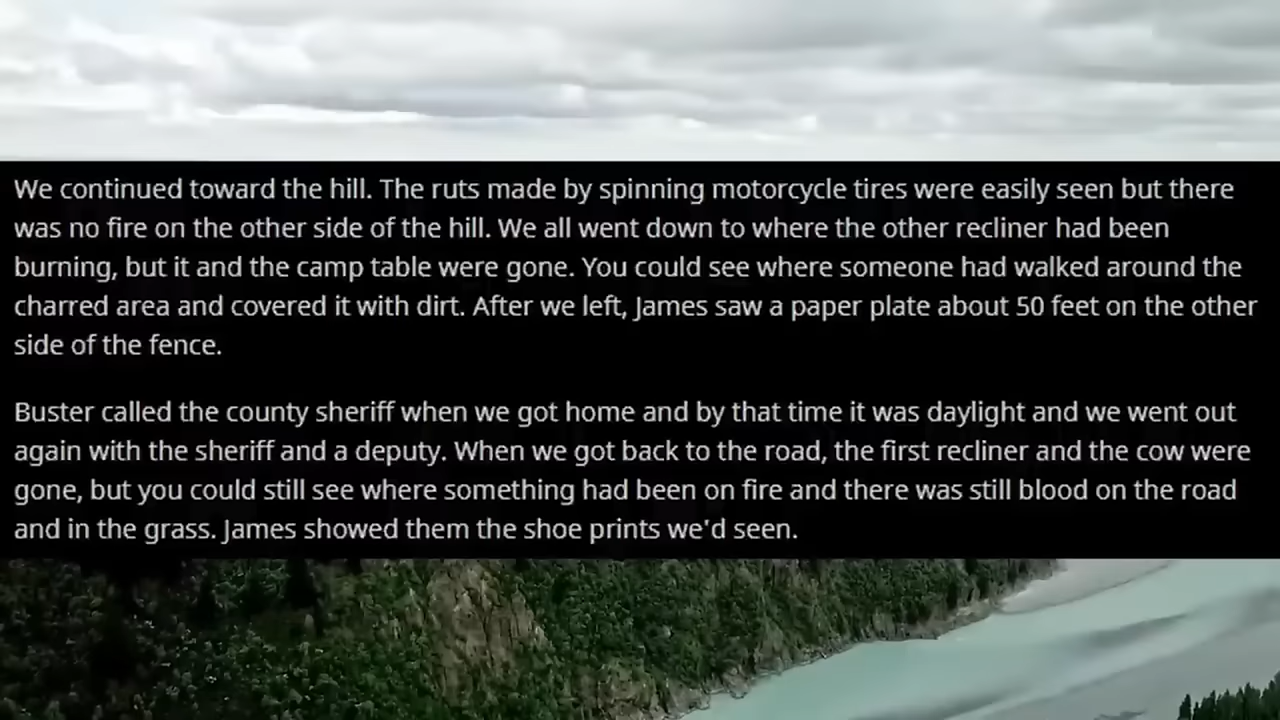 We continued toward the hill. The ruts made by spinning motorcycle tires were easily seen but there
was no fire on the other side of the hill. We all went down to where the other recliner had been
burning, but it and the camp table were gone. You could see where someone had walked around the
charred area and covered it with dirt. After we left, James saw a paper plate about 50 feet on the other
side of the fence.
Buster called the county sheriff when we got home and by that time it was daylight and we went out
again with the sheriff and a deputy. When we got back to the road, the first recliner and the cow were
gone, but you could still see where something had been on fire and there was still blood on the road
and in the grass. James showed them the shoe prints we'd seen.